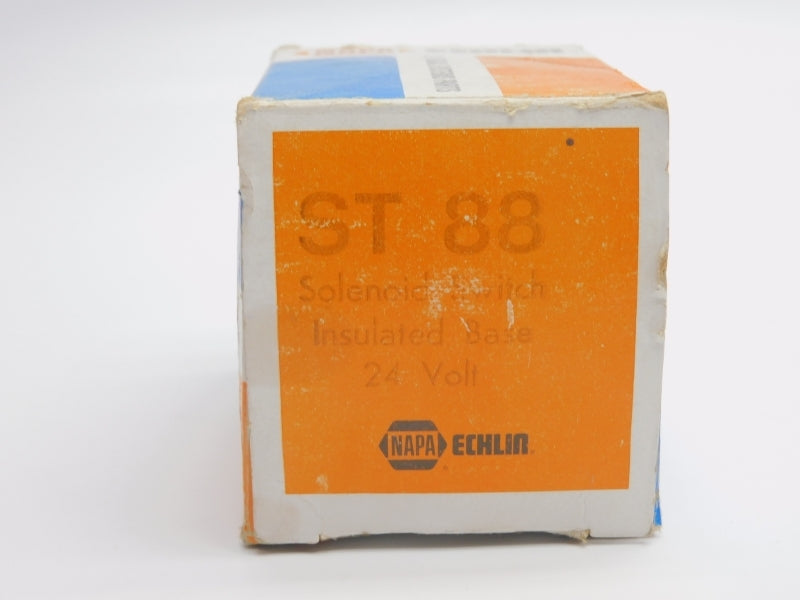 ST 88
Solenoid Switch
Insulated Base
24 Volt
NAPA ECHLIN